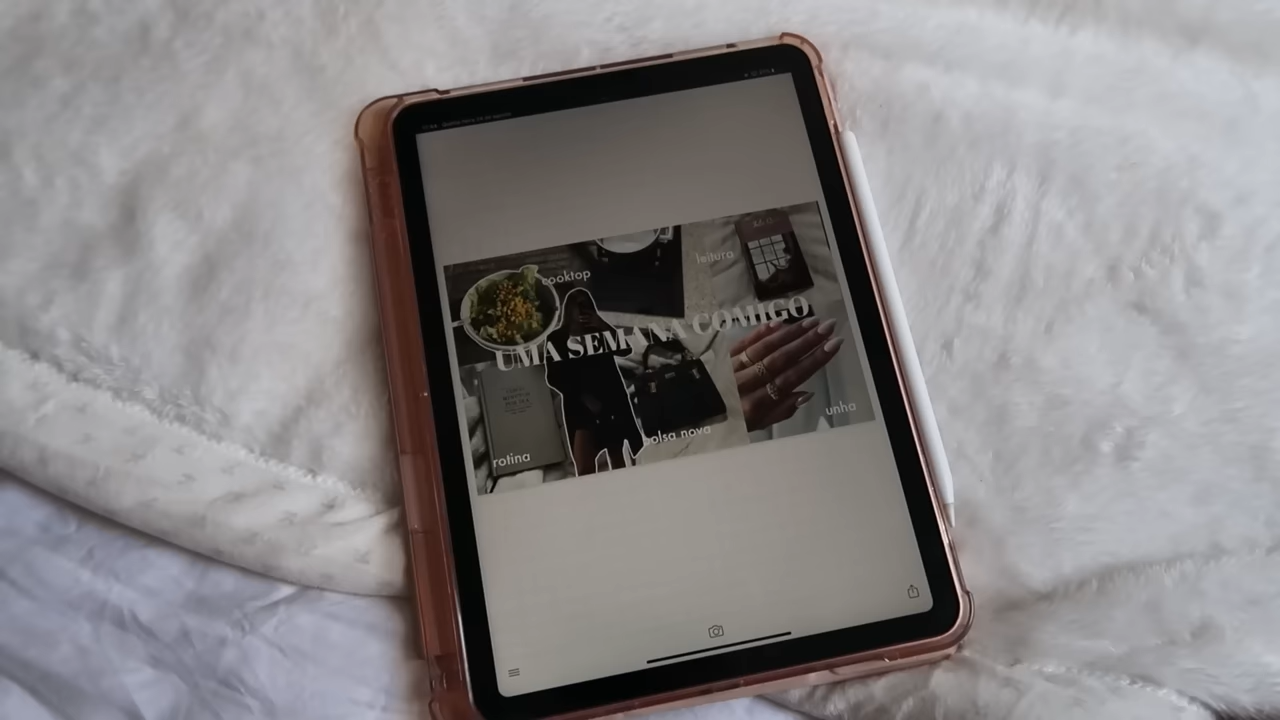 cooktop
leitura
UMA SEMANA COMIGO
unha
bolsa nova
rotina